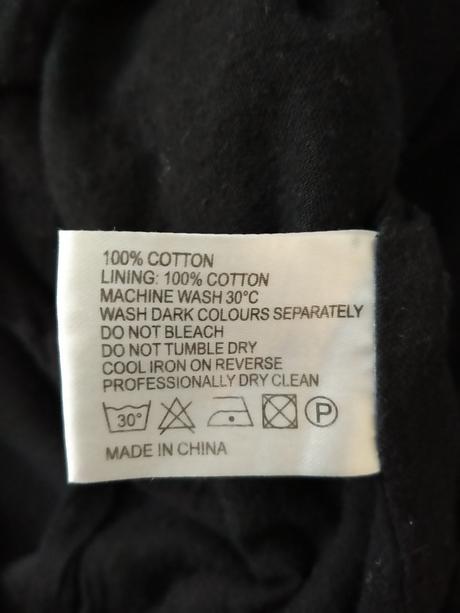 100% COTTON
LINING: 100% COTTON
MACHINE WASH 30°C
WASH DARK COLOURS SEPARATELY
DO NOT BLEACH
DO NOT TUMBLE DRY
COOL IRON ON REVERSE
PROFESSIONALLY DRY CLEAN
30° P
MADE IN CHINA